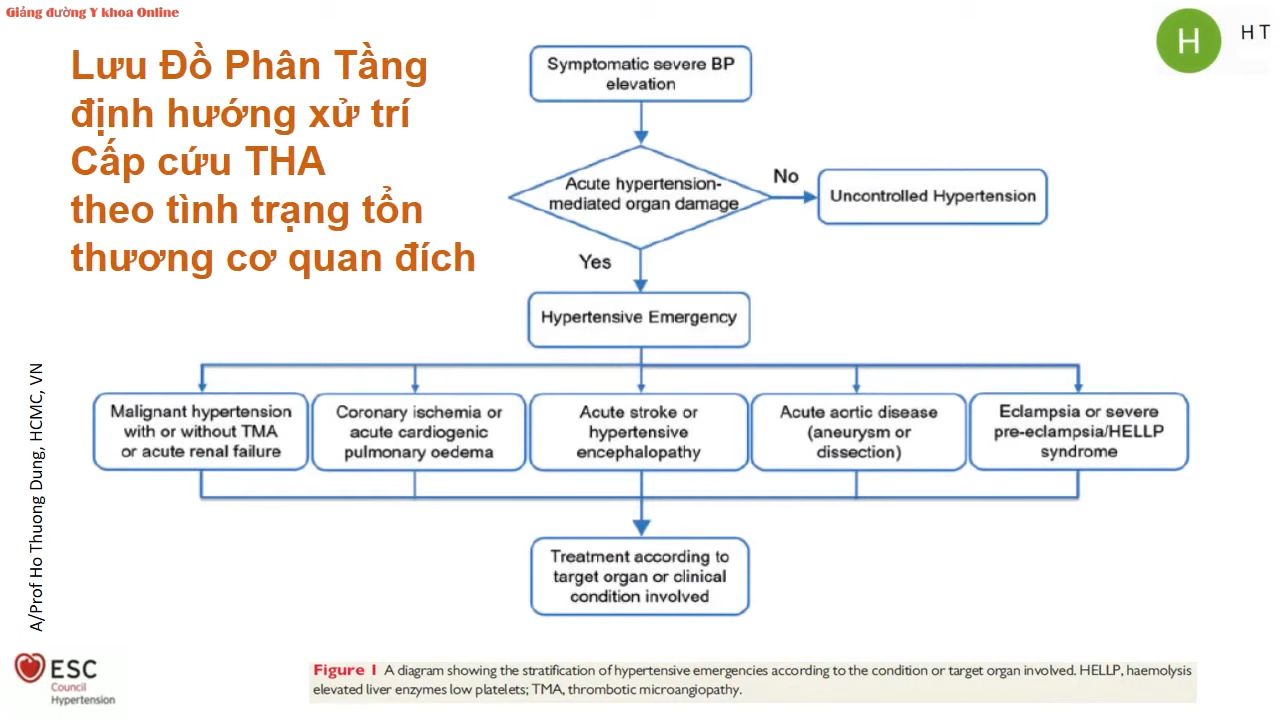 Giảng đường Y khoa Online
H
H T
Lưu Đồ Phân Tầng
định hướng xử trí
Cấp cứu THA
theo tình trạng tổn
thương cơ quan đích
Symptomatic severe BP
elevation
Acute hypertension-
mediated organ damage
No
Uncontrolled Hypertension
Yes
Hypertensive Emergency
Malignant hypertension
with or without TMA
or acute renal failure
Coronary ischemia or
acute cardiogenic
pulmonary oedema
Acute stroke or
hypertensive
encephalopathy
Acute aortic disease
(aneurysm or
dissection)
Eclampsia or severe
pre-eclampsia/HELLP
syndrome
Treatment according to
target organ or clinical
condition involved
A/Prof Ho Thuong Dung, HCMC, VN
ESC
Council
Hypertension
Figure 1 A diagram showing the stratification of hypertensive emergencies according to the condition or target organ involved. HELLP, haemolysis
elevated liver enzymes low platelets; TMA, thrombotic microangiopathy.